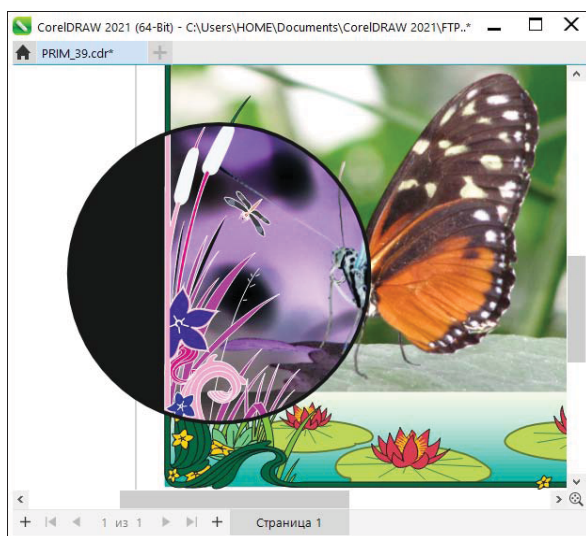 CorelDRAW 2021 (64-Bit) - C:\Users\HOME\Documents\CorelDRAW 2021\FTP..*
PRIM_39.cdr*
1 из 1
Страница 1